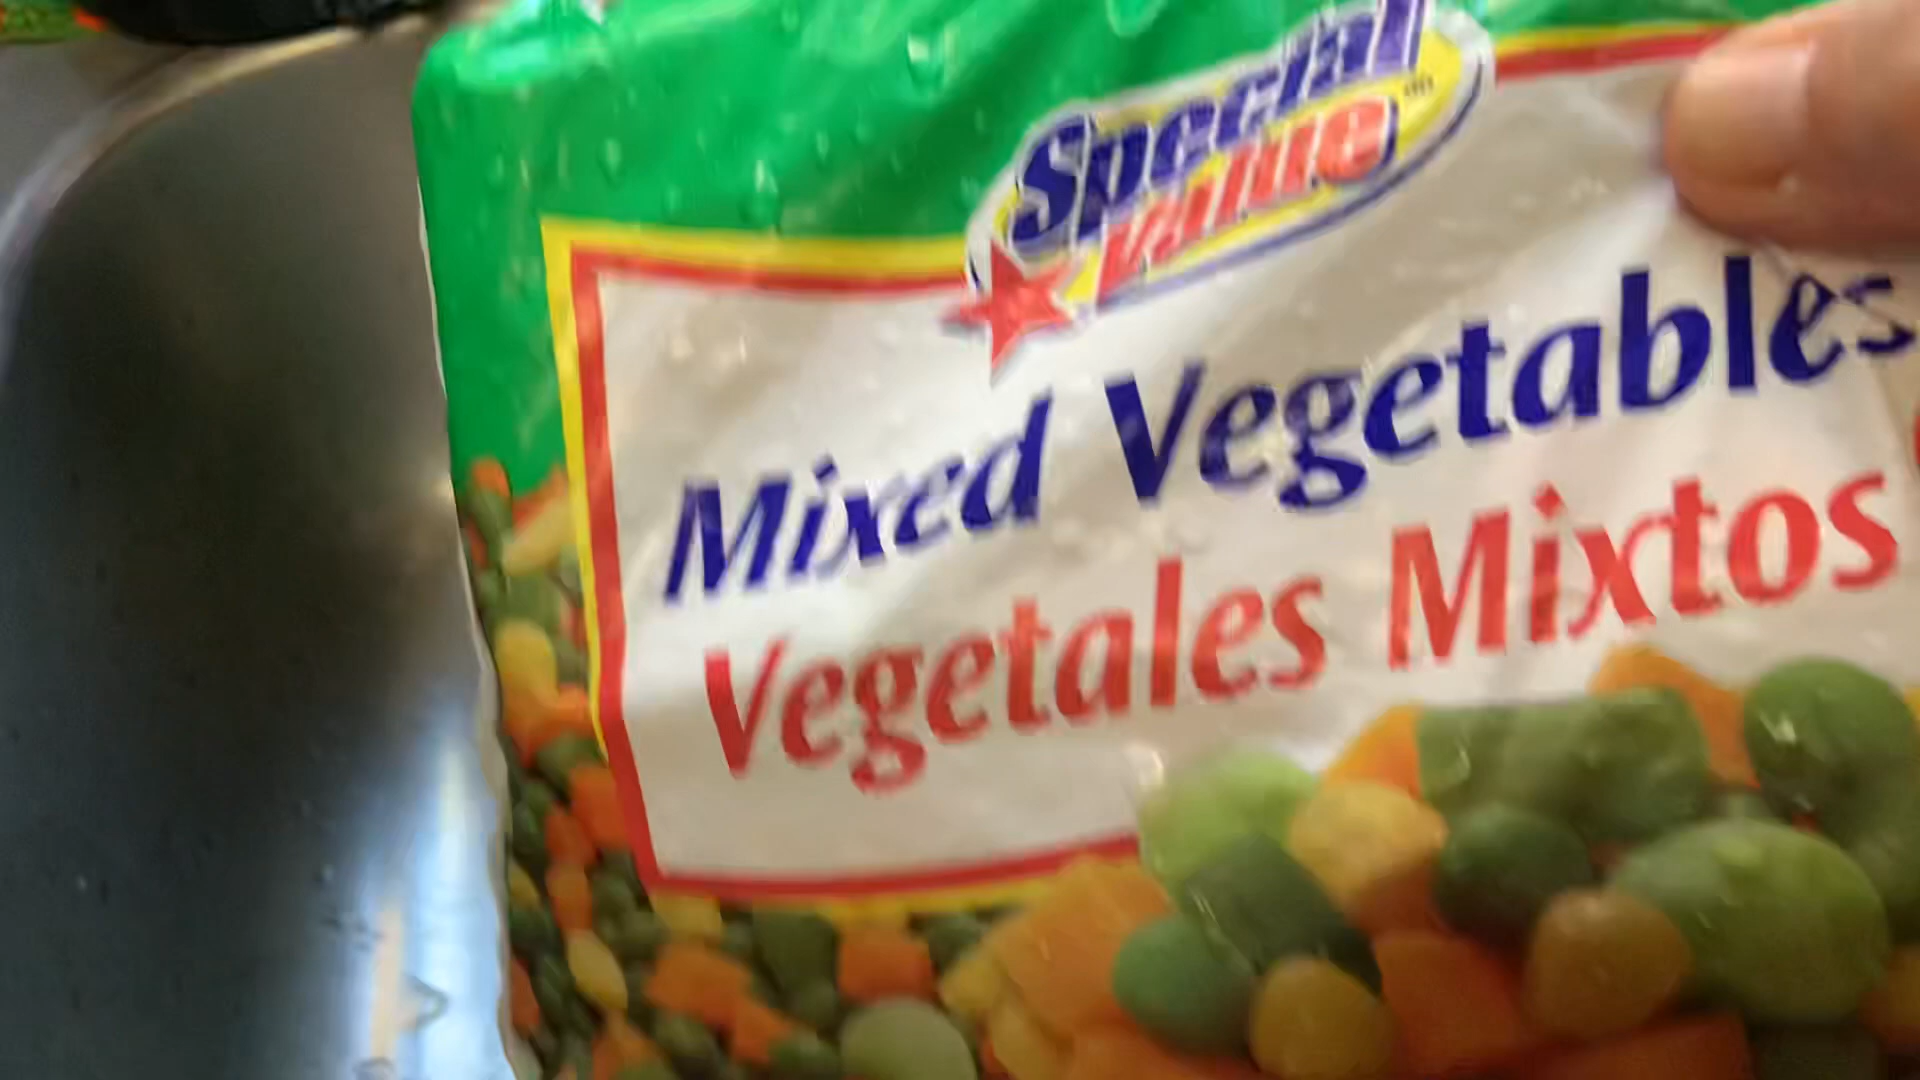 Special
Value
Mixed Vegetables
Vegetales Mixtos